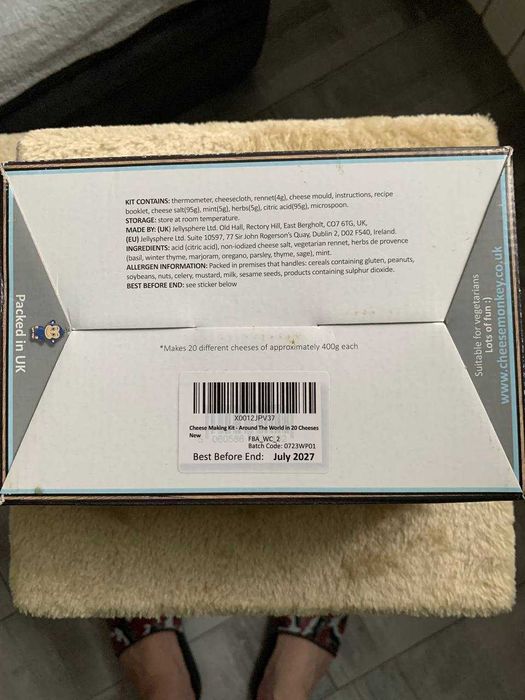 KIT CONTAINS: thermometer, cheesecloth, rennet(4g), cheese mould, instructions, recipe
booklet, cheese salt(95g), mint(5g), herbs(5g), citric acid(95g), microspoon.
STORAGE: store at room temperature.
MADE BY: (UK) Jellysphere Ltd. Old Hall, Rectory Hill, East Bergholt, CO7 6TG, UK,
(EU) Jellysphere Ltd. Suite 10597, 77 Sir John Rogerson's Quay, Dublin 2, D02 F540, Ireland.
INGREDIENTS: acid (citric acid), non-iodized cheese salt, vegetarian rennet, herbs de provence
(basil, winter thyme, marjoram, oregano, parsley, thyme, sage), mint.
ALLERGEN INFORMATION: Packed in premises that handles: cereals containing gluten, peanuts,
soybeans, nuts, celery, mustard, milk, sesame seeds, products containing sulphur dioxide.
BEST BEFORE END: see sticker below
Packed in UK
Suitable for vegetarians
Lots of fun :)
www.cheesemonkey.co.uk
*Makes 20 different cheeses of approximately 400g each
X0012JPV37
Cheese Making Kit - Around The World in 20 Cheeses
New
FBA_WC_2
Batch Code: 0723WP01
Best Before End: July 2027